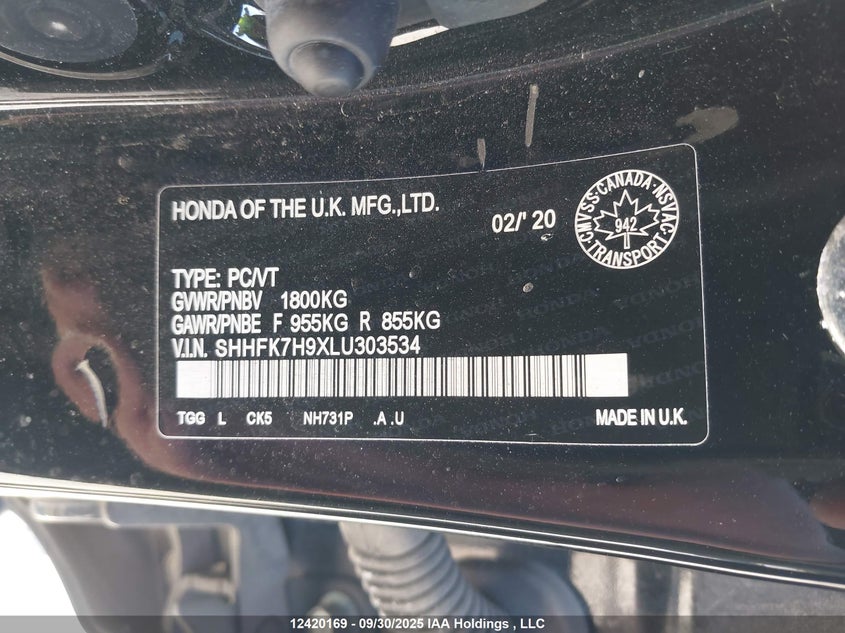 HONDA OF THE U.K. MFG.,LTD.
02/' 20
CMVSS·CANADA·NSVAC·TRANSPORT
942
TYPE: PC/VT
GVWR/PNBV 1800KG
GAWR/PNBE F 955KG R 855KG
V.I.N. SHHFK7H9XLU303534
TGG L CK5 NH731P .A .U
MADE IN U.K.
12420169 - 09/30/2025 IAA Holdings , LLC